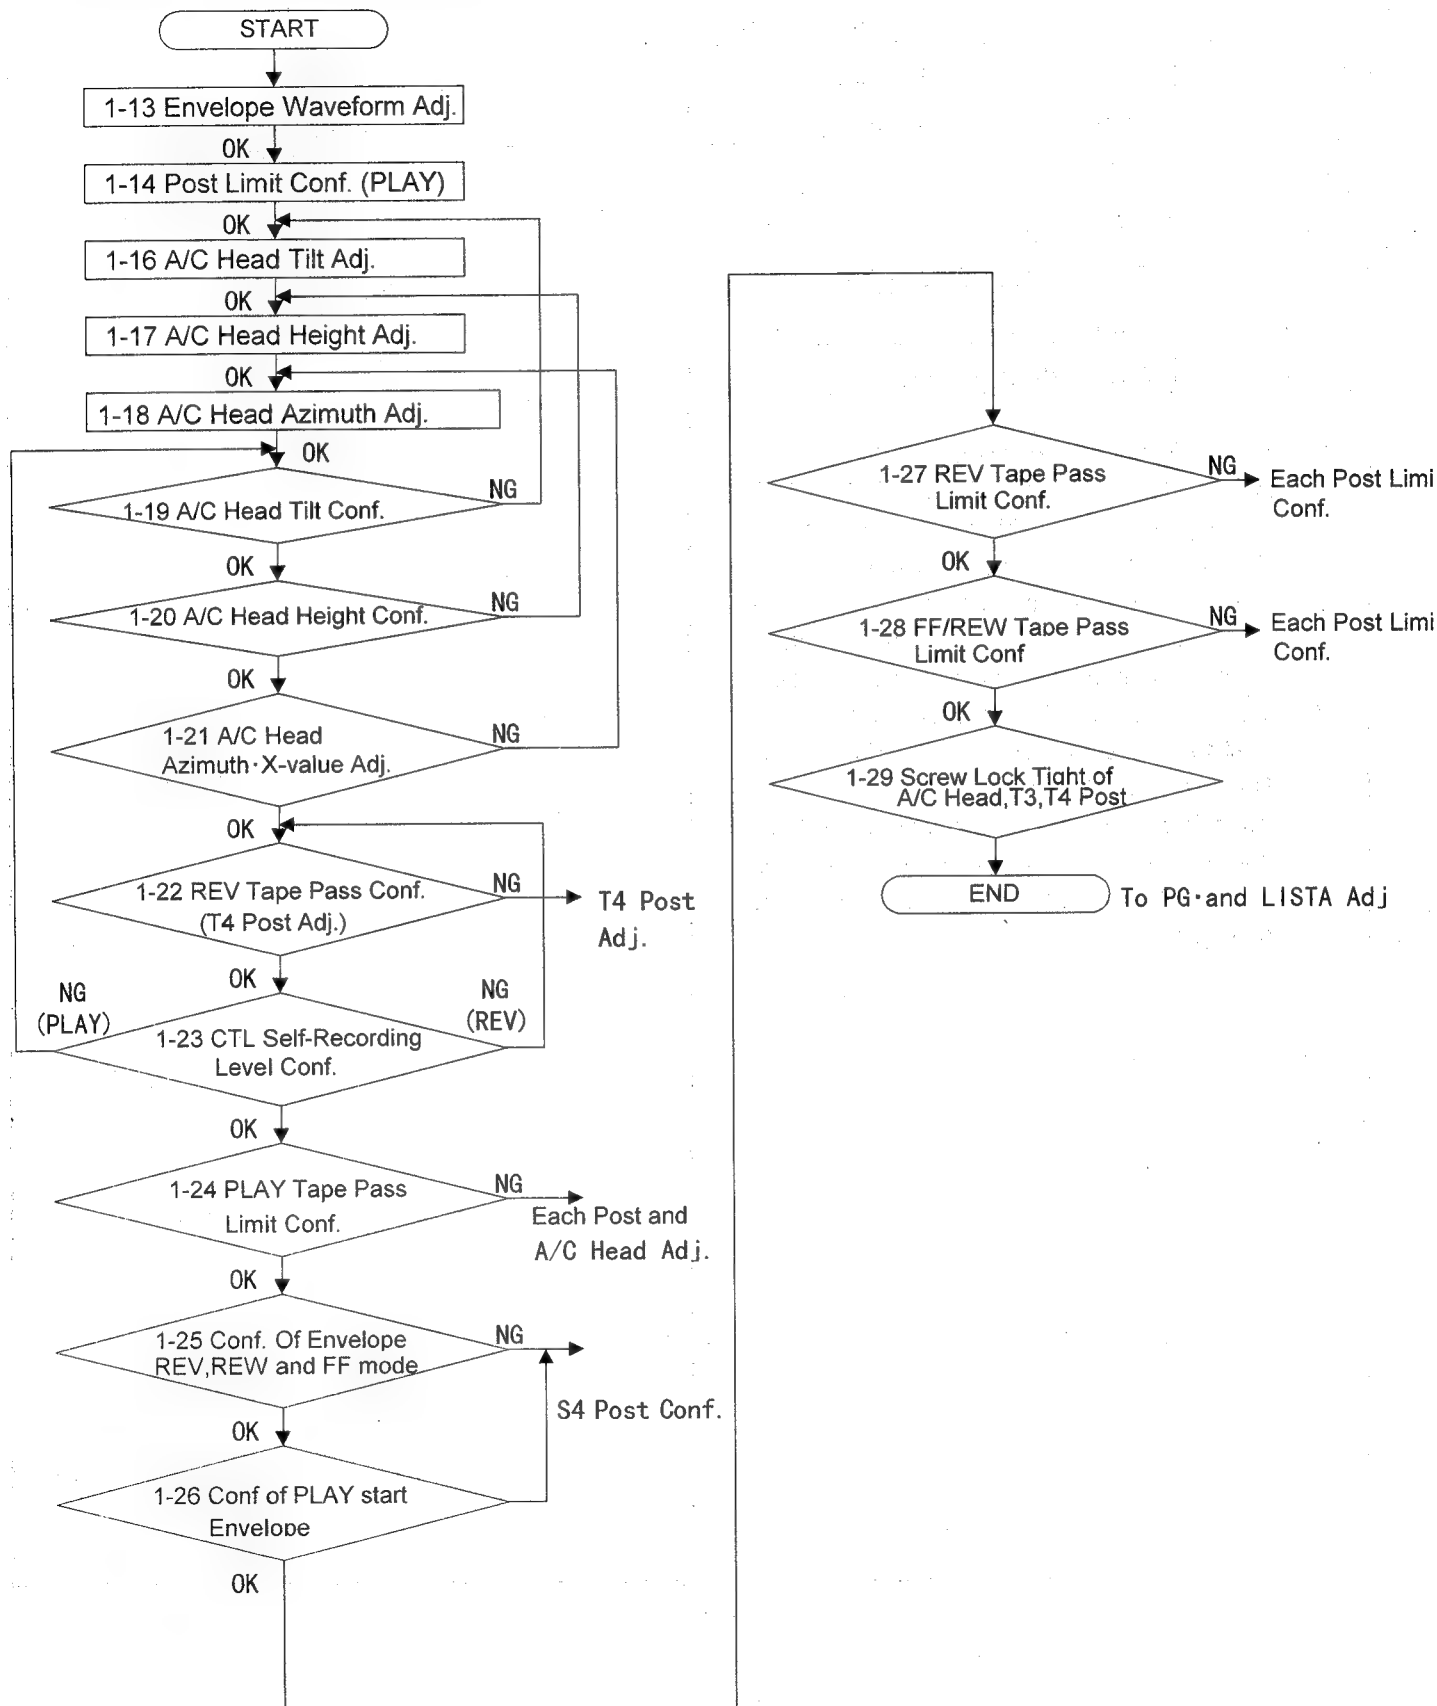 START
1-13 Envelope Waveform Adj.
OK
1-14 Post Limit Conf. (PLAY)
OK
1-16 A/C Head Tilt Adj.
OK
1-17 A/C Head Height Adj.
OK
1-18 A/C Head Azimuth Adj.
OK
1-19 A/C Head Tilt Conf.
NG
OK
1-20 A/C Head Height Conf.
NG
OK
1-21 A/C Head
Azimuth·X-value Adj.
NG
OK
1-22 REV Tape Pass Conf.
(T4 Post Adj.)
NG
T4 Post
Adj.
OK
NG
(PLAY)
NG
(REV)
1-23 CTL Self-Recording
Level Conf.
OK
1-24 PLAY Tape Pass
Limit Conf.
NG
Each Post and
A/C Head Adj.
OK
1-25 Conf. Of Envelope
REV,REW and FF mode
NG
S4 Post Conf.
OK
1-26 Conf of PLAY start
Envelope
OK
1-27 REV Tape Pass
Limit Conf.
NG
Each Post Limi
Conf.
OK
1-28 FF/REW Tape Pass
Limit Conf
NG
Each Post Limi
Conf.
OK
1-29 Screw Lock Tight of
A/C Head,T3,T4 Post
END
To PG·and LISTA Adj